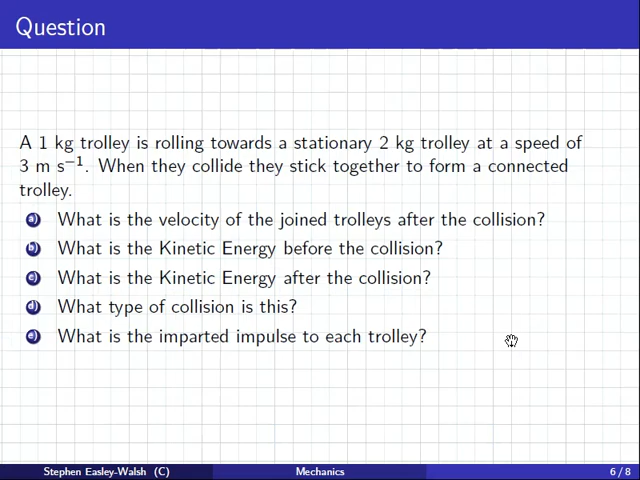 Question
A 1 kg trolley is rolling towards a stationary 2 kg trolley at a speed of
3 m s⁻¹. When they collide they stick together to form a connected
trolley.
a) What is the velocity of the joined trolleys after the collision?
b) What is the Kinetic Energy before the collision?
c) What is the Kinetic Energy after the collision?
d) What type of collision is this?
e) What is the imparted impulse to each trolley?
Stephen Easley-Walsh (C) Mechanics 6 / 8